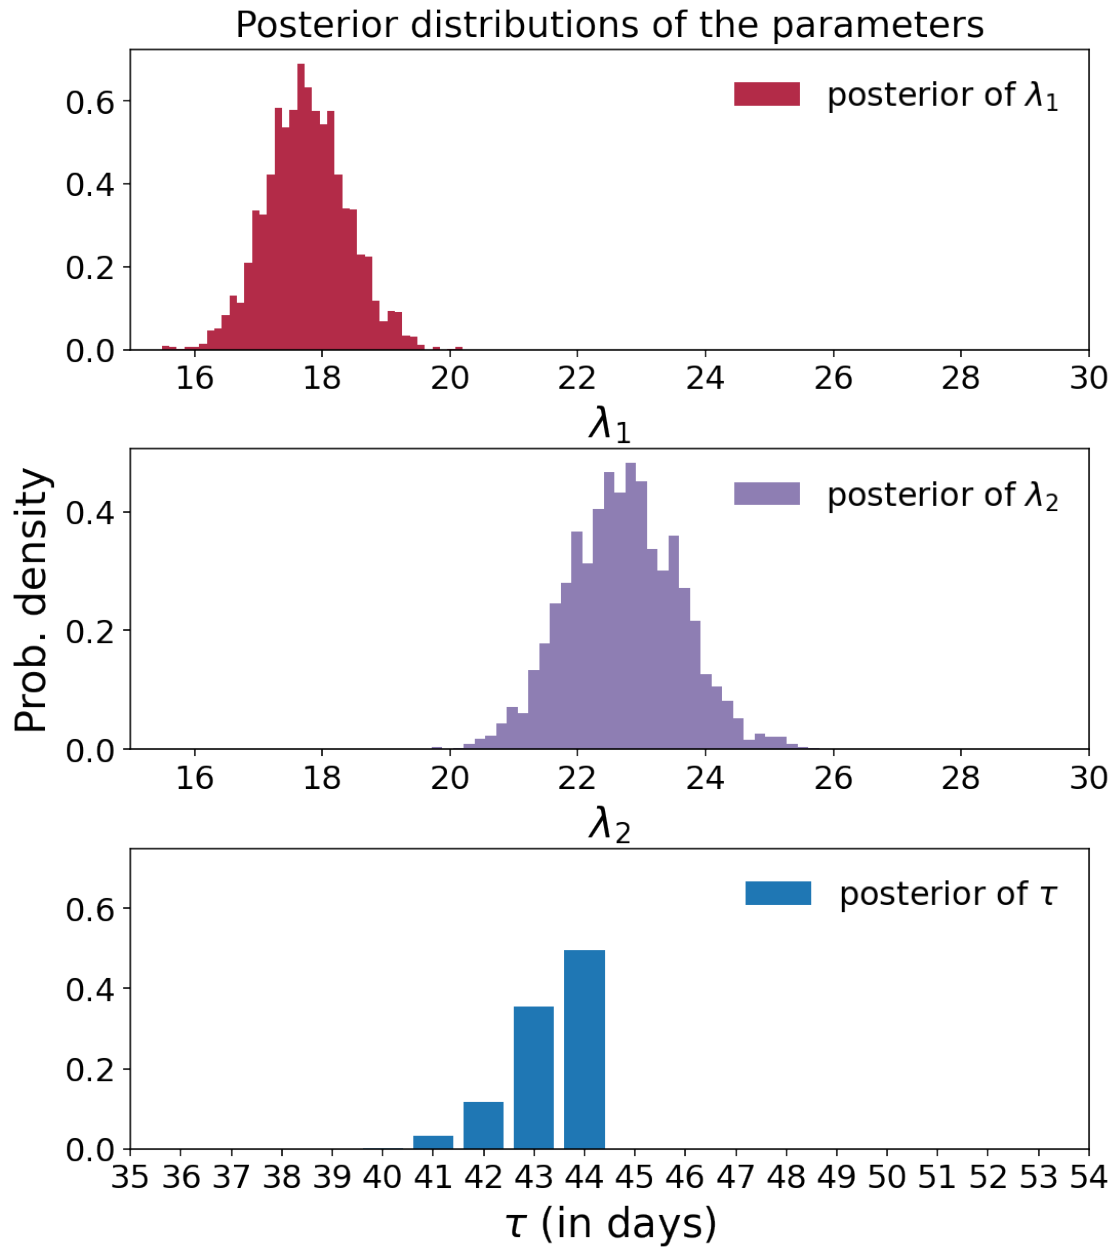 Posterior distributions of the parameters
posterior of λ₁
0.6
0.4
0.2
0.0
16 18 20 22 24 26 28 30
λ₁
Prob. density
posterior of λ₂
0.4
0.2
0.0
16 18 20 22 24 26 28 30
λ₂
posterior of τ
0.6
0.4
0.2
0.0
35 36 37 38 39 40 41 42 43 44 45 46 47 48 49 50 51 52 53 54
τ (in days)